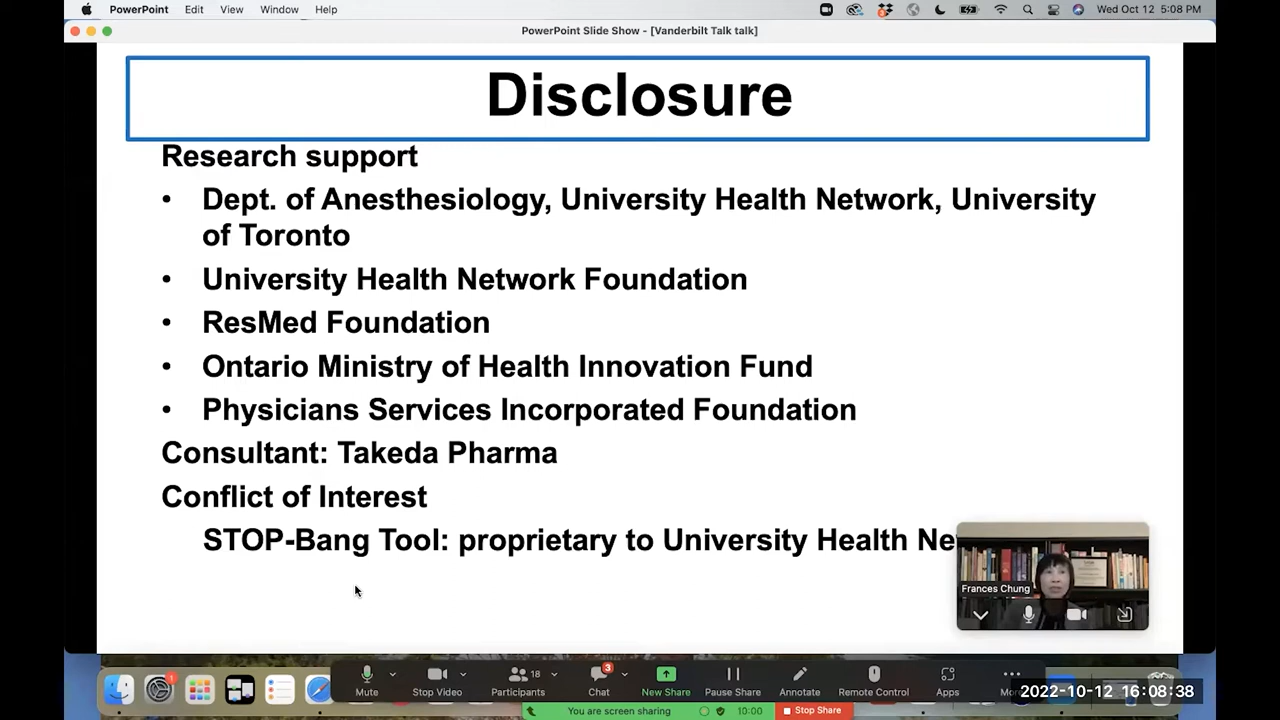 PowerPoint Edit View Window Help Wed Oct 12 5:08 PM
PowerPoint Slide Show - [Vanderbilt Talk talk]
Disclosure
Research support
• Dept. of Anesthesiology, University Health Network, University
of Toronto
• University Health Network Foundation
• ResMed Foundation
• Ontario Ministry of Health Innovation Fund
• Physicians Services Incorporated Foundation
Consultant: Takeda Pharma
Conflict of Interest
STOP-Bang Tool: proprietary to University Health
Frances Chung
3
18
1
Mute Stop Video Participants Chat New Share Pause Share Annotate Remote Control Apps
2022-10-12 16:08:38
You are screen sharing 10:00 Stop Share